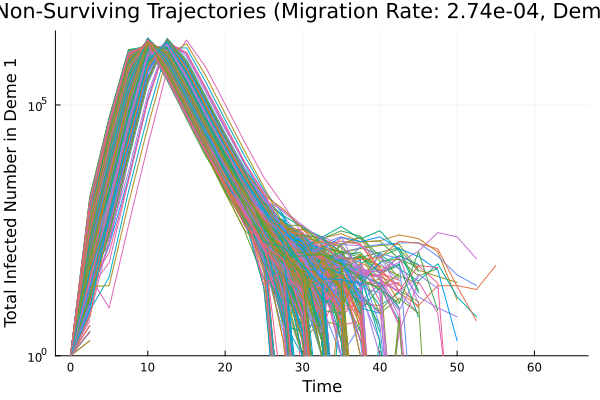 Non-Surviving Trajectories (Migration Rate: 2.74e-04, Dem
Total Infected Number in Deme 1
10⁵
10⁰
0 10 20 30 40 50 60
Time